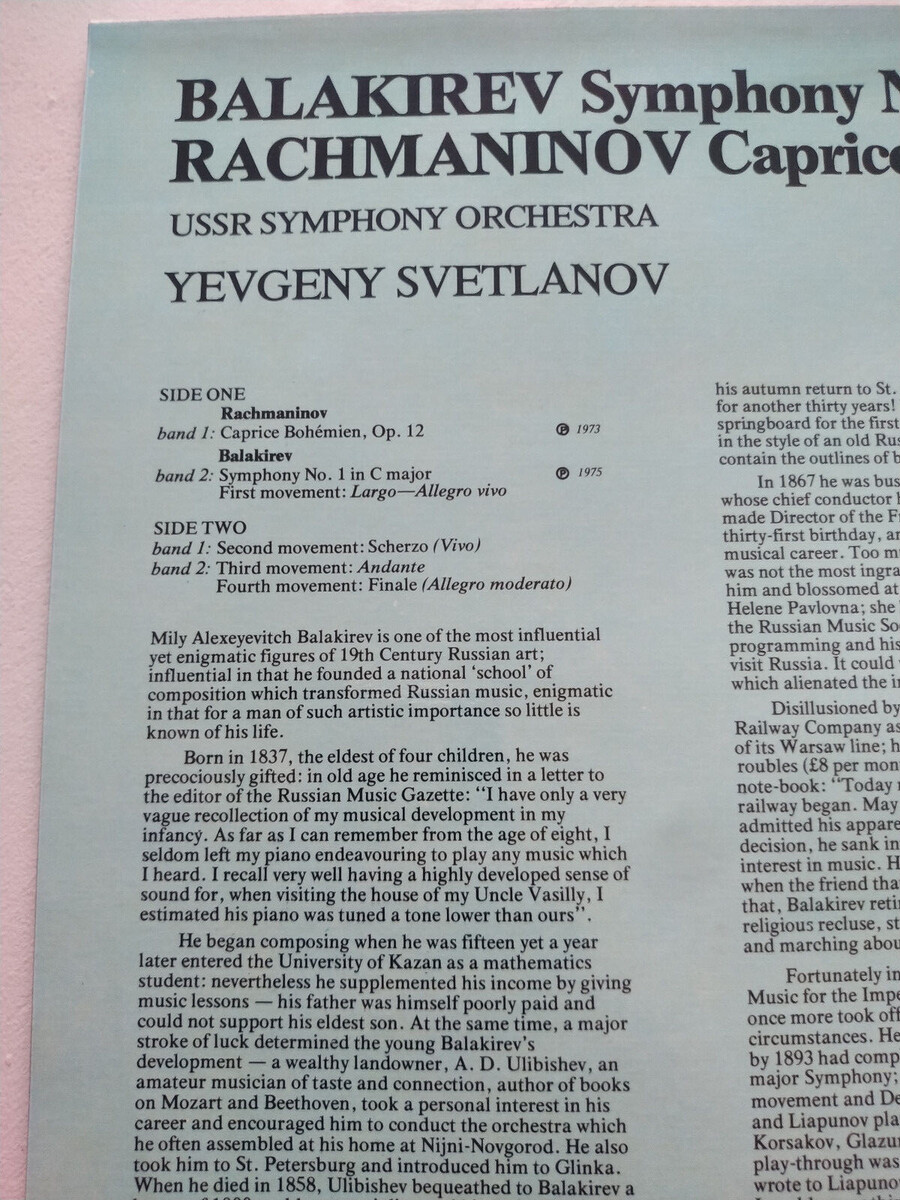 BALAKIREV Symphony
RACHMANINOV
USSR SYMPHONY ORCHESTRA
YEVGENY SVETLANOV
SIDE ONE
Rachmaninov
band 1: Caprice Bohémien, Op. 12 ℗ 1973
Balakirev
band 2: Symphony No. 1 in C major ℗ 1975
First movement: Largo—Allegro vivo
SIDE TWO
band 1: Second movement: Scherzo (Vivo)
band 2: Third movement: Andante
Fourth movement: Finale (Allegro moderato)
Mily Alexeyevitch Balakirev is one of the most influential
yet enigmatic figures of 19th Century Russian art;
influential in that he founded a national ‘school’ of
composition which transformed Russian music, enigmatic
in that for a man of such artistic importance so little is
known of his life.
Born in 1837, the eldest of four children, he was
precociously gifted: in old age he reminisced in a letter to
the editor of the Russian Music Gazette: “I have only a very
vague recollection of my musical development in my
infancy. As far as I can remember from the age of eight, I
seldom left my piano endeavouring to play any music which
I heard. I recall very well having a highly developed sense of
sound for, when visiting the house of my Uncle Vasilly, I
estimated his piano was tuned a tone lower than ours”.
He began composing when he was fifteen yet a year
later entered the University of Kazan as a mathematics
student: nevertheless he supplemented his income by giving
music lessons — his father was himself poorly paid and
could not support his eldest son. At the same time, a major
stroke of luck determined the young Balakirev’s
development — a wealthy landowner, A. D. Ulibishev, an
amateur musician of taste and connection, author of books
on Mozart and Beethoven, took a personal interest in his
career and encouraged him to conduct the orchestra which
he often assembled at his home at Nijni-Novgorod. He also
took him to St. Petersburg and introduced him to Glinka.
When he died in 1858, Ulibishev bequeathed to Balakirev a
his autumn return to St.
for another thirty years!
springboard for the first
in the style of an old
contain the outlines of
In 1867 he was
whose chief conductor
made Director of the
thirty-first birthday,
musical career. Too
was not the most
him and blossomed at
Helene Pavlovna; she
the Russian Music
programming and his
visit Russia. It could
which alienated the
Disillusioned by
Railway Company as
of its Warsaw line;
roubles (£8 per
note-book: “Today
railway began. May
admitted his
decision, he sank
interest in music.
when the friend
that, Balakirev
religious recluse,
and marching
Fortunately in
Music for the
once more took off
circumstances. He
by 1893 had
major Symphony;
movement and
and Liapunov
Korsakov,
play-through was
wrote to